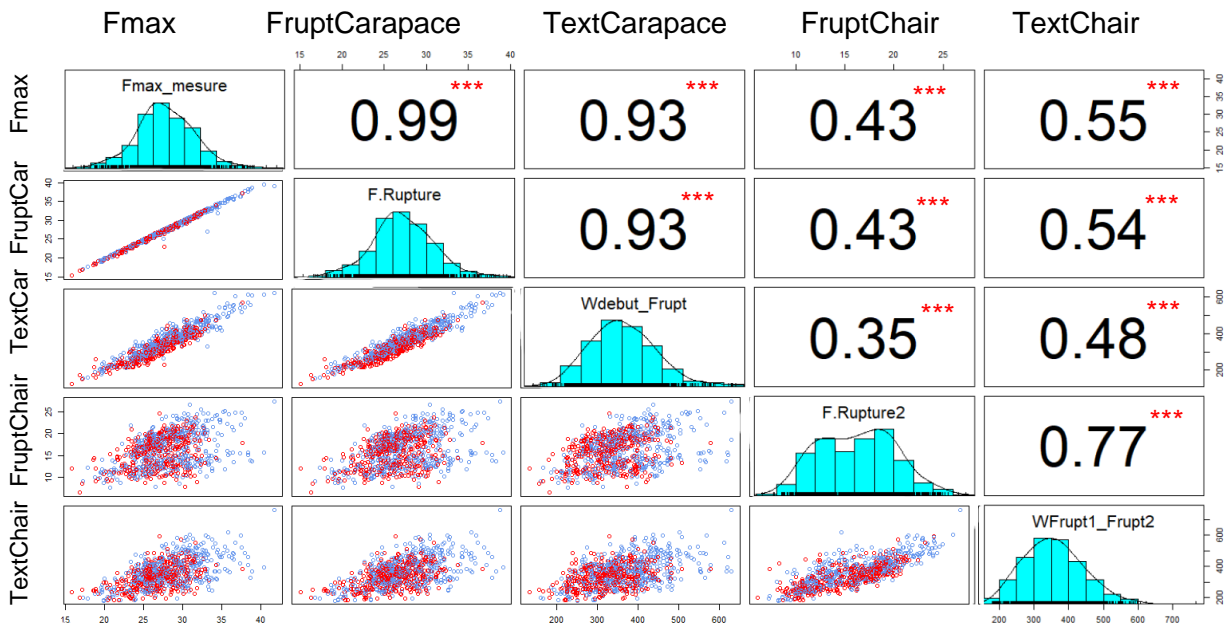 Fmax FruptCarapace TextCarapace FruptChair TextChair
15 20 25 30 35 40 10 15 20 25
Fmax
Fmax_mesure
***
0.99
***
0.93
***
0.43
***
0.55
15 20 25 30 35 40
FruptCar
15 20 25 30 35 40
F.Rupture
***
0.93
***
0.43
***
0.54
TextCar
Wdebut_Frupt
***
0.35
***
0.48
200 300 400 500 600
FruptChair
10 15 20 25
F.Rupture2
***
0.77
TextChair
WFrupt1_Frupt2
200 300 400 500 600
15 20 25 30 35 40 200 300 400 500 600 200 300 400 500 600 700